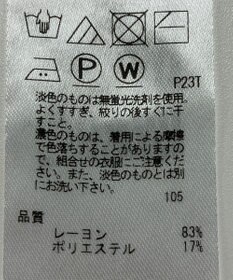 P W
P23T
淡色のものは無蛍光洗剤を使用。
よくすすぎ、絞りの後すぐに干
すこと。
濃色のものは、着用による摩擦
で色落ちすることがありますの
で、組合せの衣服にご注意くださ
い。また、淡色のものとは別に
お洗い下さい。
105
品質
レーヨン 83%
ポリエステル 17%